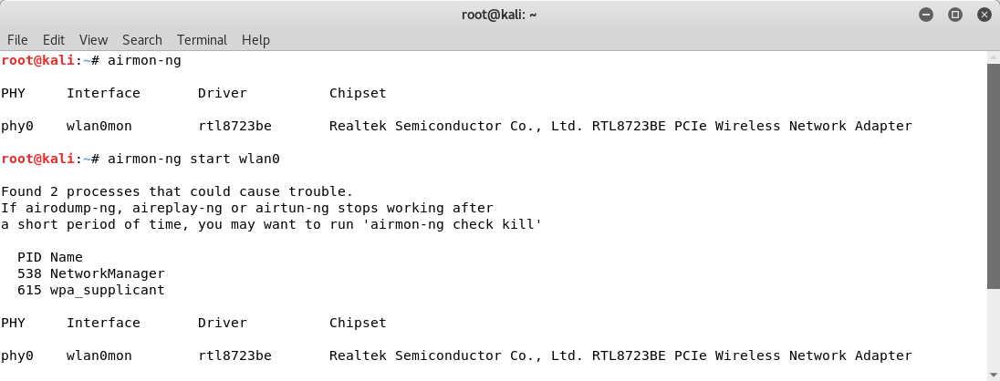 root@kali: ~
File Edit View Search Terminal Help
root@kali:~# airmon-ng
PHY Interface Driver Chipset
phy0 wlan0mon rtl8723be Realtek Semiconductor Co., Ltd. RTL8723BE PCIe Wireless Network Adapter
root@kali:~# airmon-ng start wlan0
Found 2 processes that could cause trouble.
If airodump-ng, aireplay-ng or airtun-ng stops working after
a short period of time, you may want to run 'airmon-ng check kill'
PID Name
538 NetworkManager
615 wpa_supplicant
PHY Interface Driver Chipset
phy0 wlan0mon rtl8723be Realtek Semiconductor Co., Ltd. RTL8723BE PCIe Wireless Network Adapter